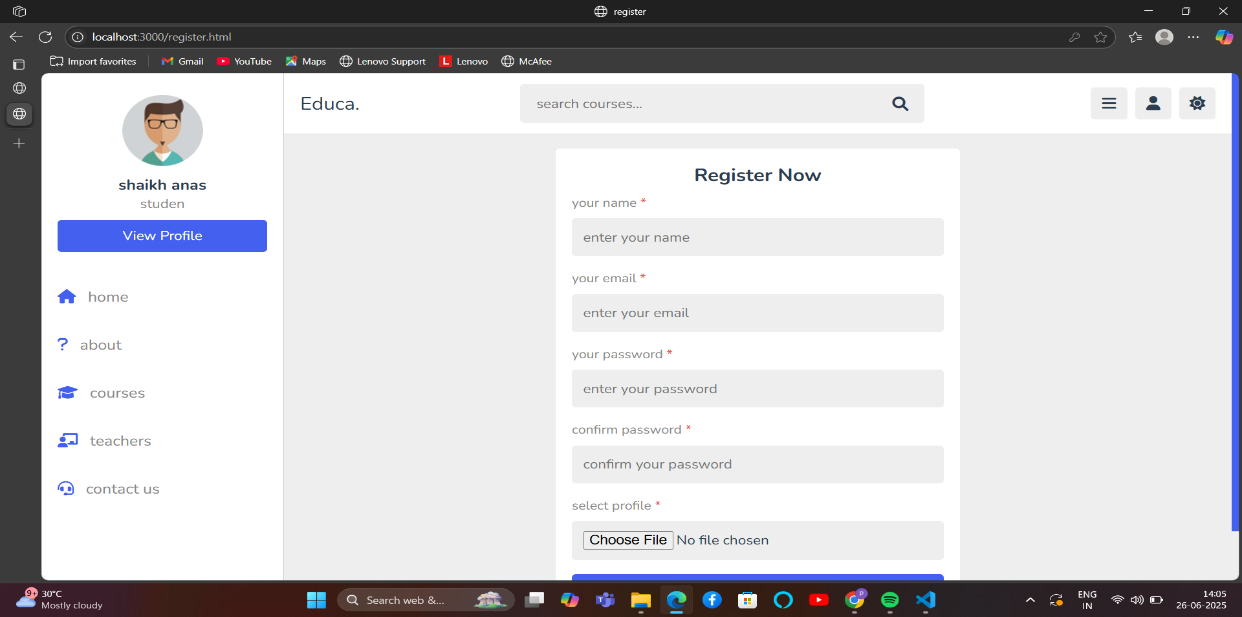 register
localhost:3000/register.html
Import favorites
Gmail
YouTube
Maps
Lenovo Support
L Lenovo
McAfee
shaikh anas
studen
View Profile
home
? about
courses
teachers
contact us
Educa.
search courses...
Register Now
your name *
enter your name
your email *
enter your email
your password *
enter your password
confirm password *
confirm your password
select profile *
Choose File No file chosen
9+
30°C
Mostly cloudy
Search web &...
P
ENG
IN
14:05
26-06-2025